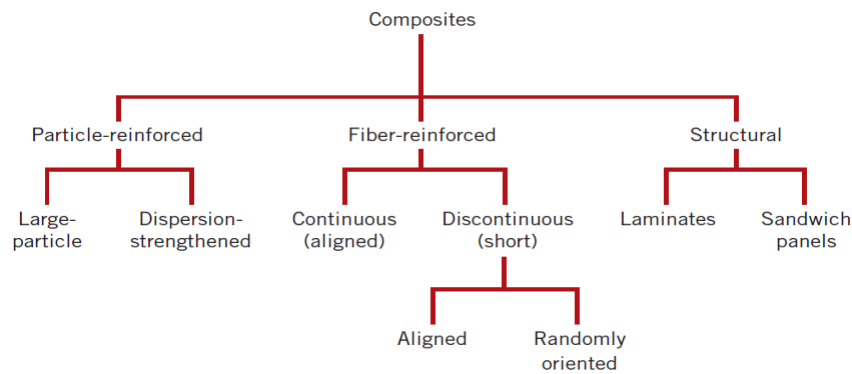 Composites
Particle-reinforced
Fiber-reinforced
Structural
Large-
particle
Dispersion-
strengthened
Continuous
(aligned)
Discontinuous
(short)
Laminates
Sandwich
panels
Aligned
Randomly
oriented